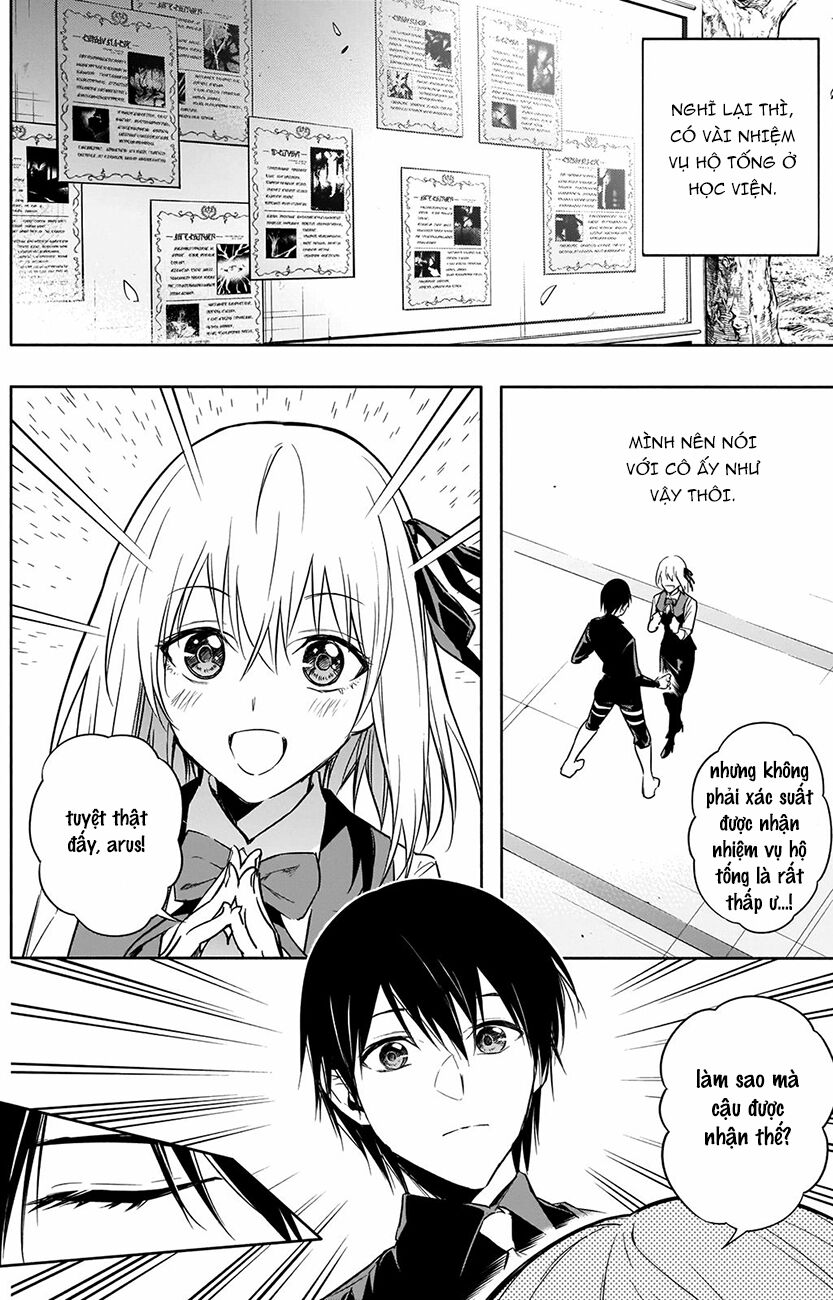 NGHĨ LẠI THÌ,
CÓ VÀI NHIỆM
VỤ HỘ TỐNG Ở
HỌC VIỆN.
MÌNH NÊN NÓI
VỚI CÔ ẤY NHƯ
VẬY THÔI.
tuyệt thật
đấy, arus!
nhưng không
phải xác suất
được nhận
nhiệm vụ hộ
tống là rất
thấp ư...!
làm sao mà
cậu được
nhận thế?